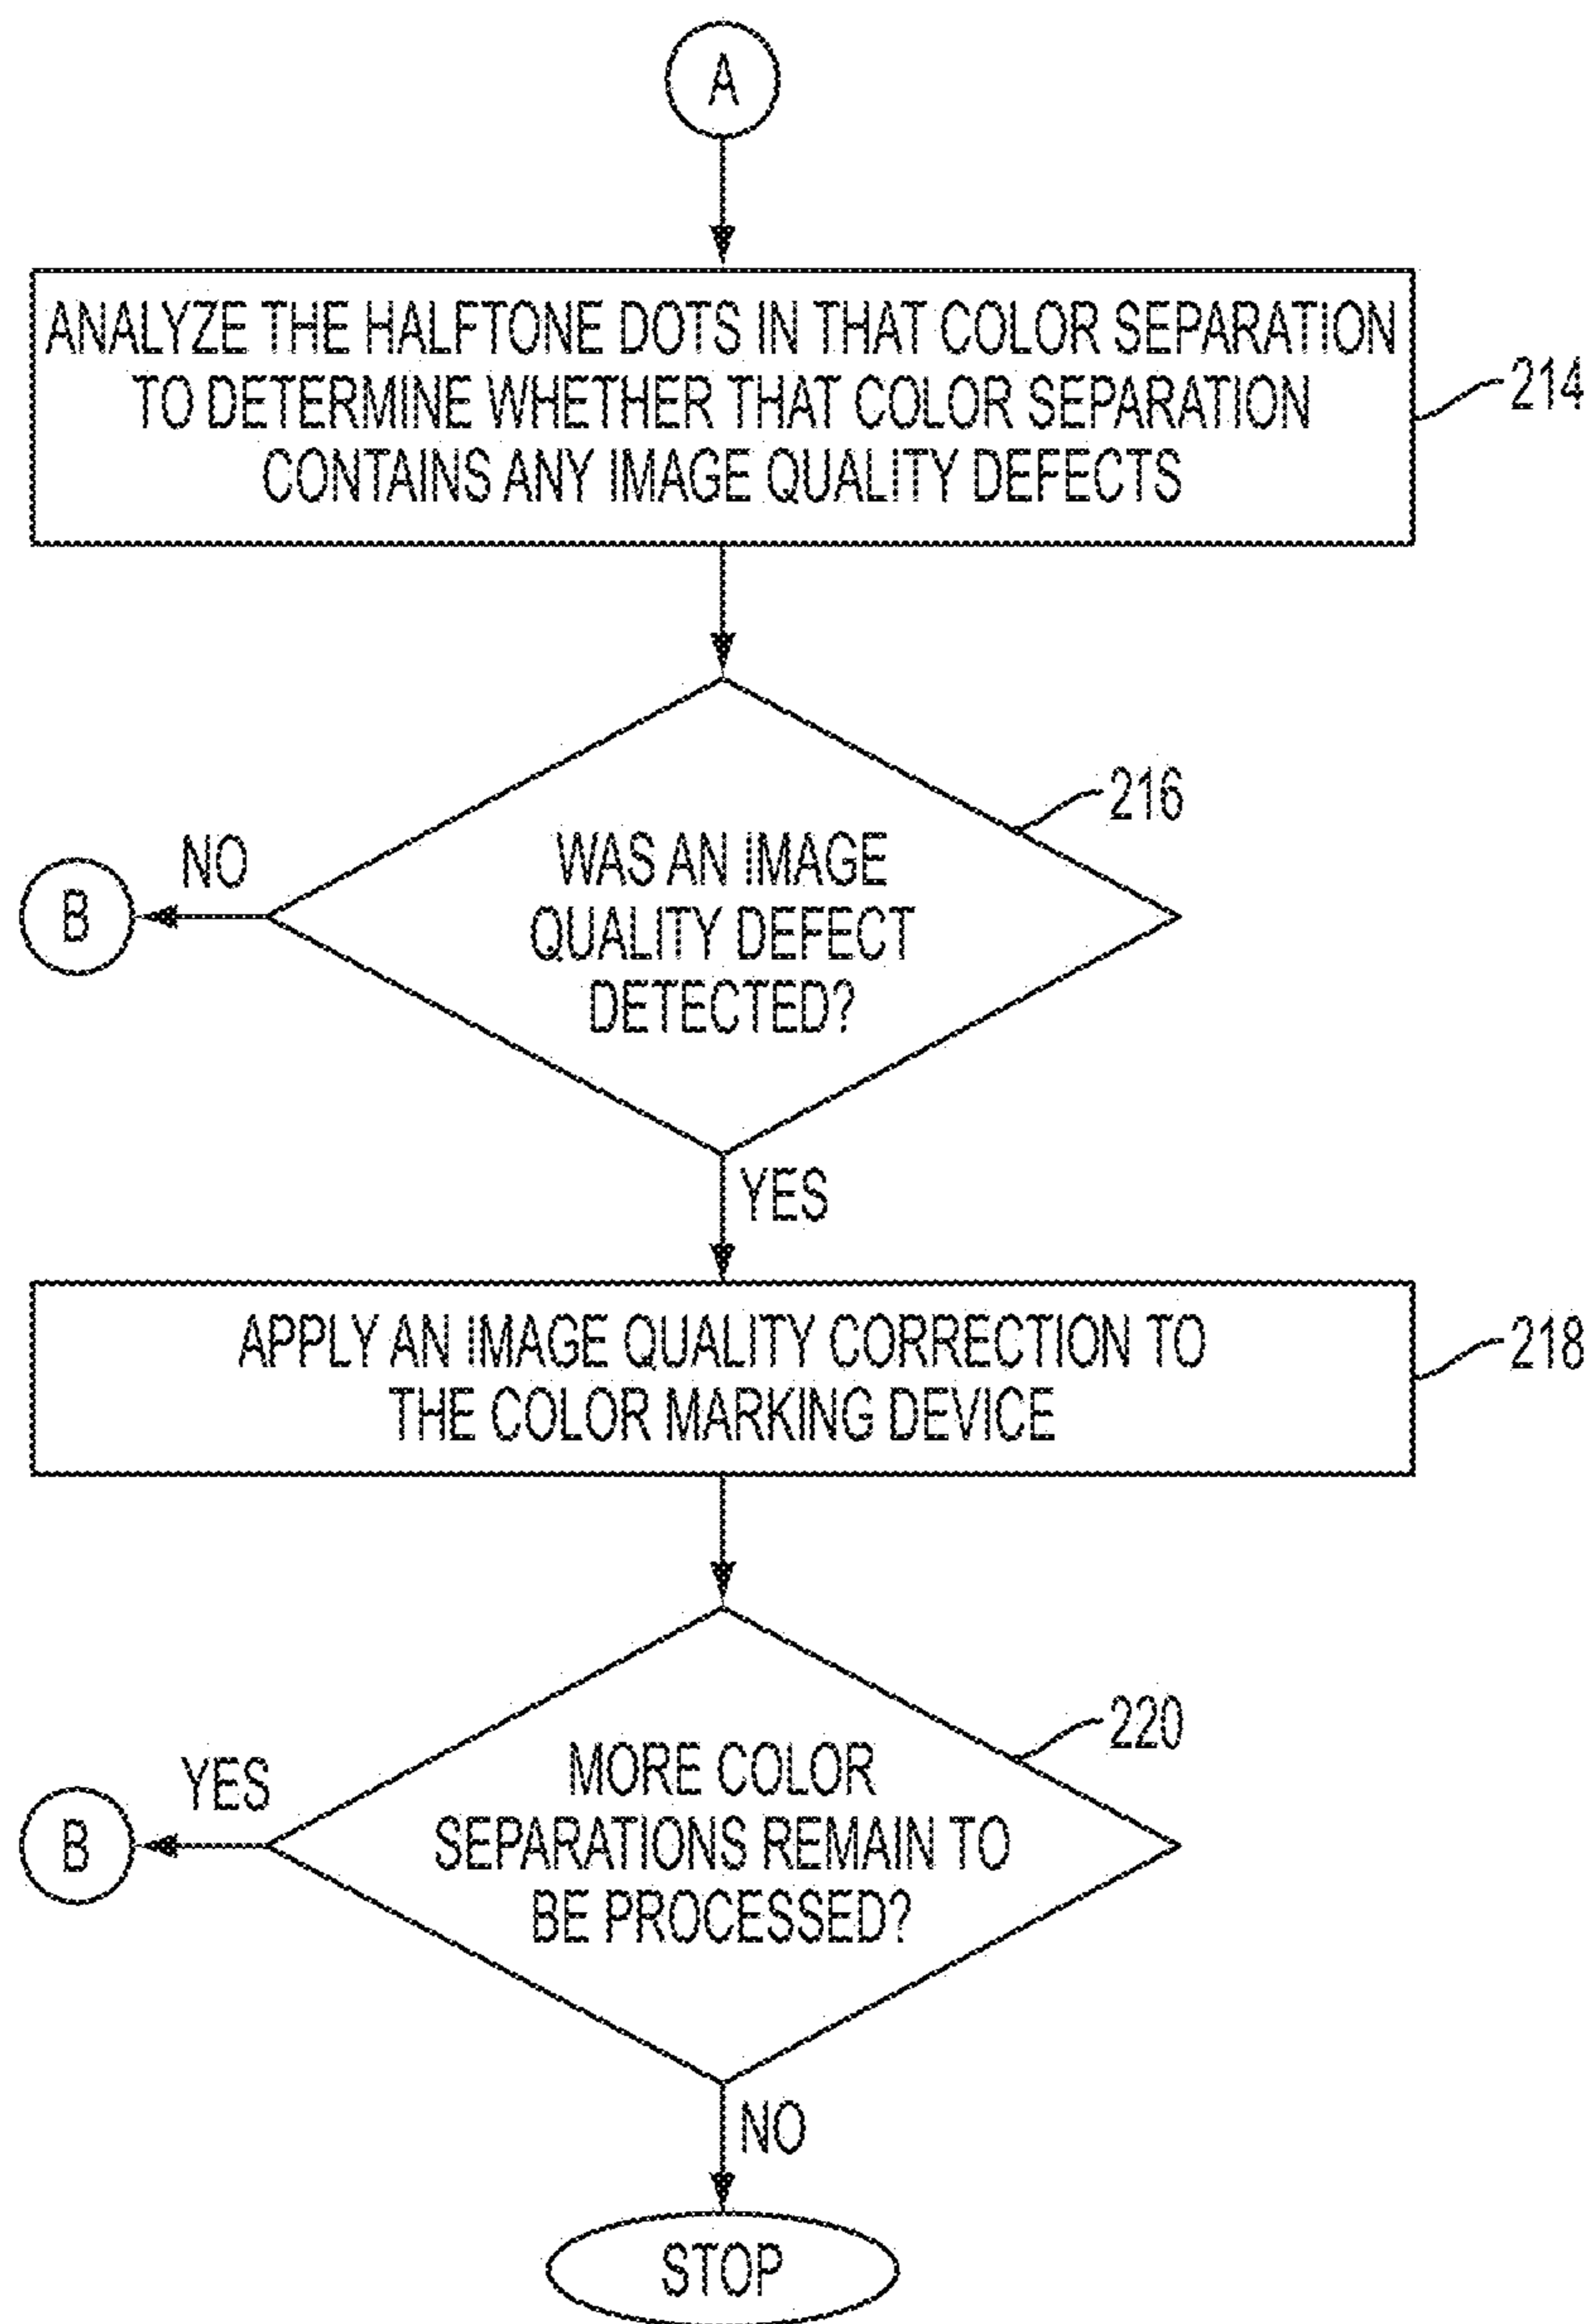 A
ANALYZE THE HALFTONE DOTS IN THAT COLOR SEPARATION
TO DETERMINE WHETHER THAT COLOR SEPARATION
CONTAINS ANY IMAGE QUALITY DEFECTS
214
216
WAS AN IMAGE
QUALITY DEFECT
DETECTED?
NO
B
YES
APPLY AN IMAGE QUALITY CORRECTION TO
THE COLOR MARKING DEVICE
218
220
MORE COLOR
SEPARATIONS REMAIN TO
BE PROCESSED?
YES
B
NO
STOP